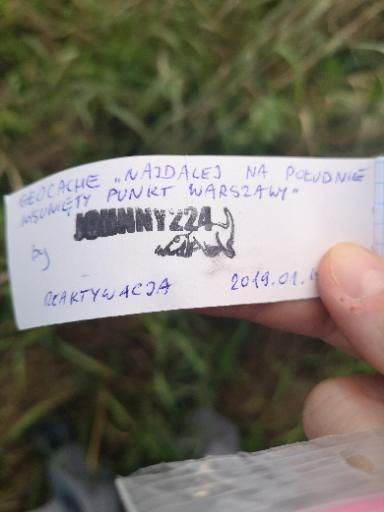 GEOCACHE „NAJDALEJ NA POŁUDNIE
WYSUNIĘTY PUNKT WARSZAWY"
JOHNNY224
by
REAKTYWACJA 2019.01.